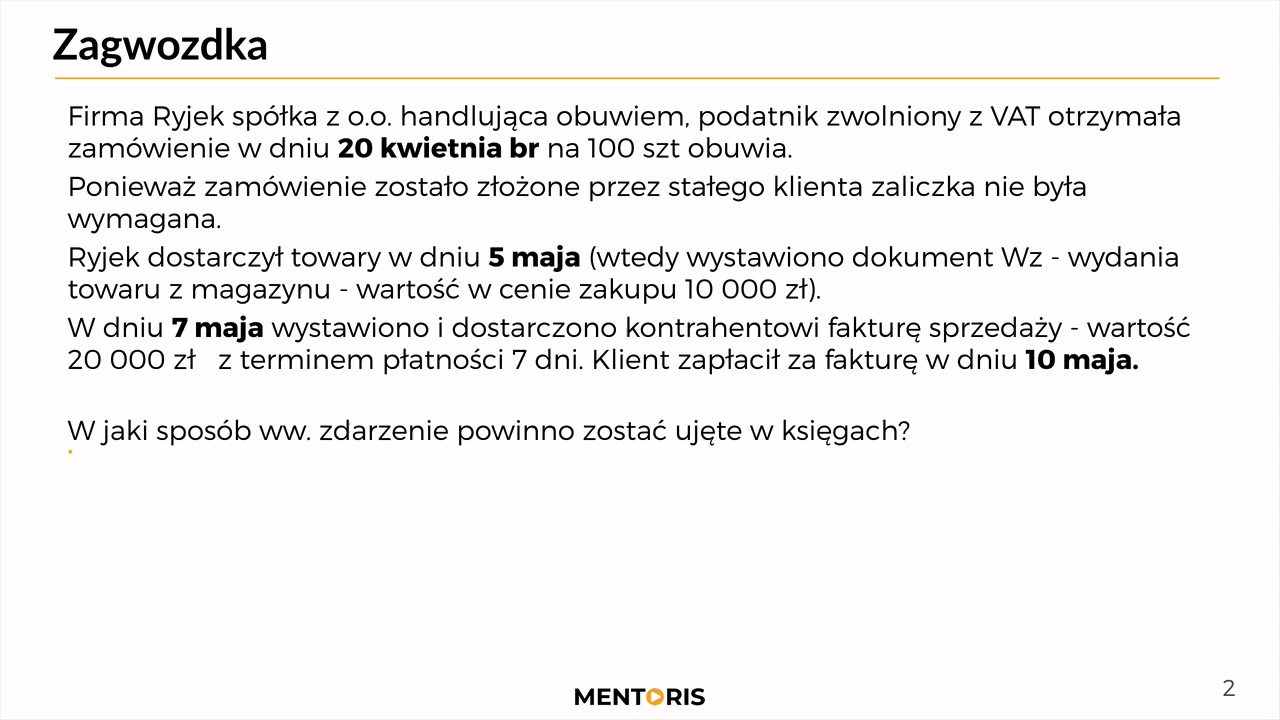 Zagwozdka
Firma Ryjek spółka z o.o. handlująca obuwiem, podatnik zwolniony z VAT otrzymała
zamówienie w dniu 20 kwietnia br na 100 szt obuwia.
Ponieważ zamówienie zostało złożone przez stałego klienta zaliczka nie była
wymagana.
Ryjek dostarczył towary w dniu 5 maja (wtedy wystawiono dokument Wz - wydania
towaru z magazynu - wartość w cenie zakupu 10 000 zł).
W dniu 7 maja wystawiono i dostarczono kontrahentowi fakturę sprzedaży - wartość
20 000 zł z terminem płatności 7 dni. Klient zapłacił za fakturę w dniu 10 maja.
W jaki sposób ww. zdarzenie powinno zostać ujęte w księgach?
MENTORIS
2